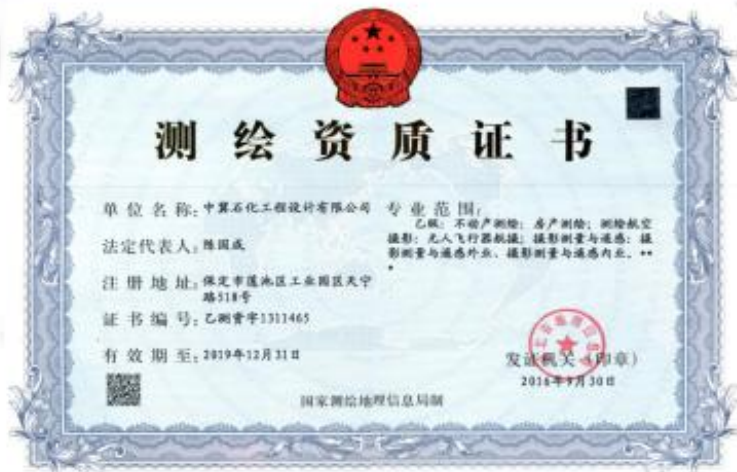 测绘资质证书
单位名称:中冀石化工程设计有限公司
法定代表人:陈国成
注册地址:保定市莲池区工业园区天宁
路518号
证书编号:乙测资字1311465
有效期至:2019年12月31日
专业范围:
乙级:不动产测绘:房产测绘;测绘航空
摄影:无人飞行器航摄;摄影测量与遥感:摄
影测量与遥感外业、摄影测量与遥感内业。**
*
发证机关(印章)
2016年9月30日
国家测绘地理信息局制